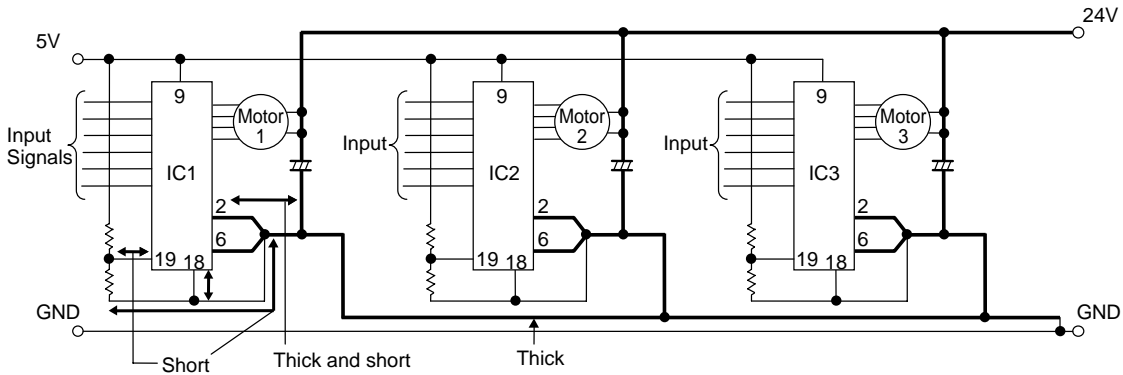 24V
5V
9
9
9
Motor
1
Motor
2
Motor
3
Input
Signals
Input
Input
IC1
IC2
IC3
2
2
2
6
6
6
19
18
19
18
19
18
GND
GND
Short
Thick and short
Thick